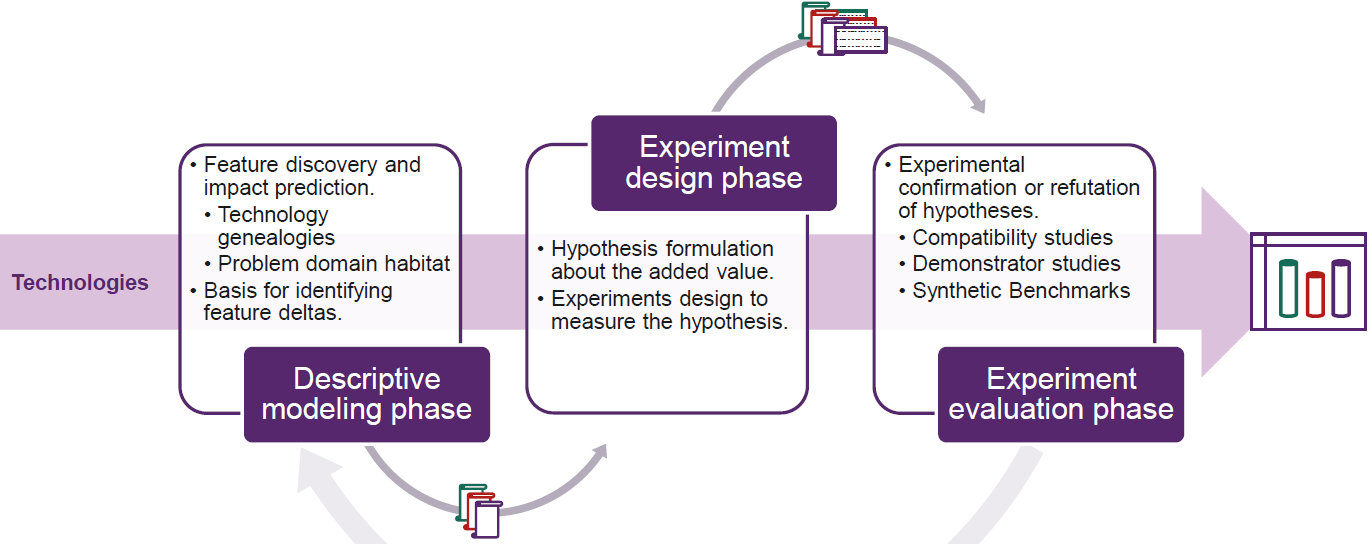 Technologies
• Feature discovery and
impact prediction.
• Technology
genealogies
• Problem domain habitat
• Basis for identifying
feature deltas.
Descriptive
modeling phase
Experiment
design phase
• Hypothesis formulation
about the added value.
• Experiments design to
measure the hypothesis.
• Experimental
confirmation or refutation
of hypotheses.
• Compatibility studies
• Demonstrator studies
• Synthetic Benchmarks
Experiment
evaluation phase